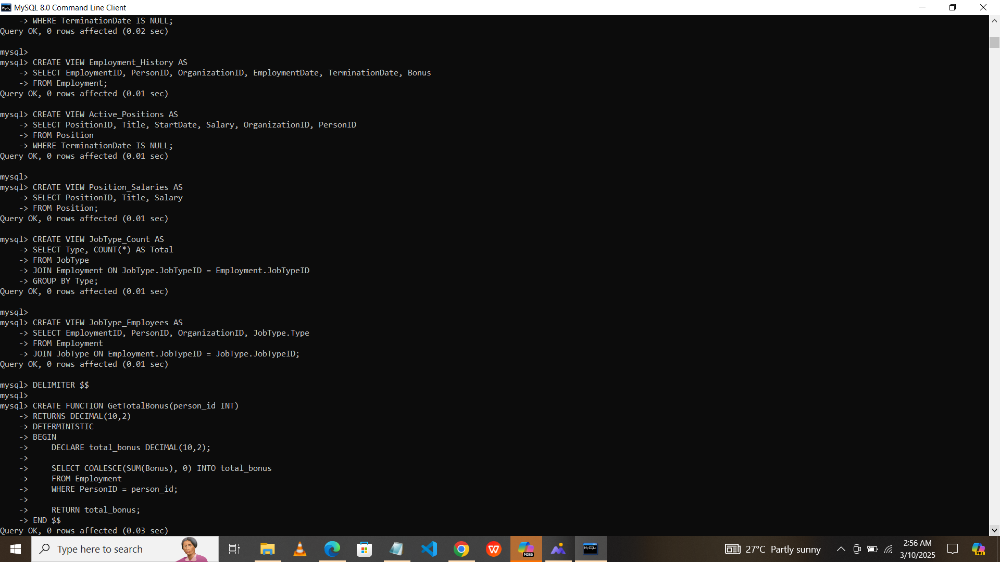 MySQL 8.0 Command Line Client
    -> WHERE TerminationDate IS NULL;
Query OK, 0 rows affected (0.02 sec)
mysql>
mysql> CREATE VIEW Employment_History AS
    -> SELECT EmploymentID, PersonID, OrganizationID, EmploymentDate, TerminationDate, Bonus
    -> FROM Employment;
Query OK, 0 rows affected (0.01 sec)
mysql> CREATE VIEW Active_Positions AS
    -> SELECT PositionID, Title, StartDate, Salary, OrganizationID, PersonID
    -> FROM Position
    -> WHERE TerminationDate IS NULL;
Query OK, 0 rows affected (0.01 sec)
mysql>
mysql> CREATE VIEW Position_Salaries AS
    -> SELECT PositionID, Title, Salary
    -> FROM Position;
Query OK, 0 rows affected (0.01 sec)
mysql> CREATE VIEW JobType_Count AS
    -> SELECT Type, COUNT(*) AS Total
    -> FROM JobType
    -> JOIN Employment ON JobType.JobTypeID = Employment.JobTypeID
    -> GROUP BY Type;
Query OK, 0 rows affected (0.01 sec)
mysql>
mysql> CREATE VIEW JobType_Employees AS
    -> SELECT EmploymentID, PersonID, OrganizationID, JobType.Type
    -> FROM Employment
    -> JOIN JobType ON Employment.JobTypeID = JobType.JobTypeID;
Query OK, 0 rows affected (0.01 sec)
mysql> DELIMITER $$
mysql>
mysql> CREATE FUNCTION GetTotalBonus(person_id INT)
    -> RETURNS DECIMAL(10,2)
    -> DETERMINISTIC
    -> BEGIN
    ->     DECLARE total_bonus DECIMAL(10,2);
    ->
    ->     SELECT COALESCE(SUM(Bonus), 0) INTO total_bonus
    ->     FROM Employment
    ->     WHERE PersonID = person_id;
    ->
    ->     RETURN total_bonus;
    -> END $$
Query OK, 0 rows affected (0.03 sec)
Type here to search
M365
MySQL
27°C Partly sunny
2:56 AM
3/10/2025
PRE